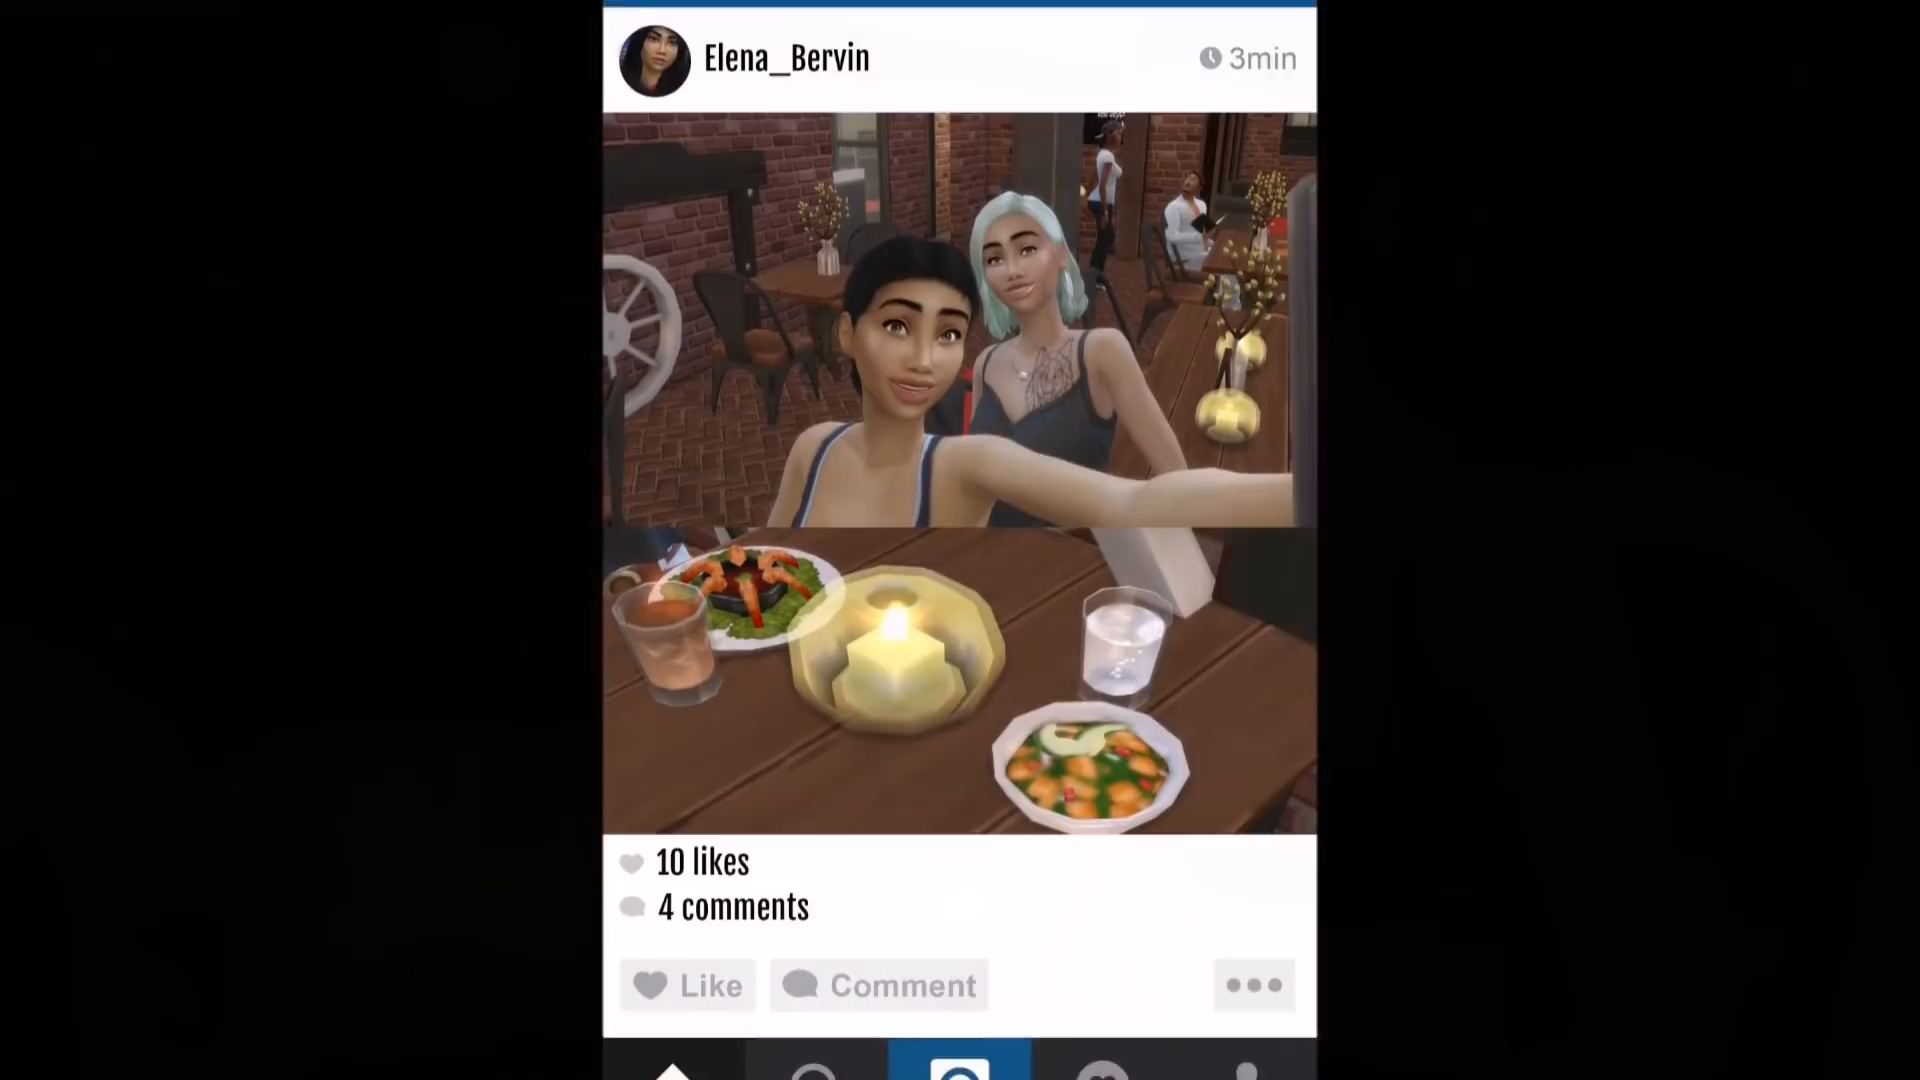 Elena_Bervin
3min
10 likes
4 comments
Like
Comment